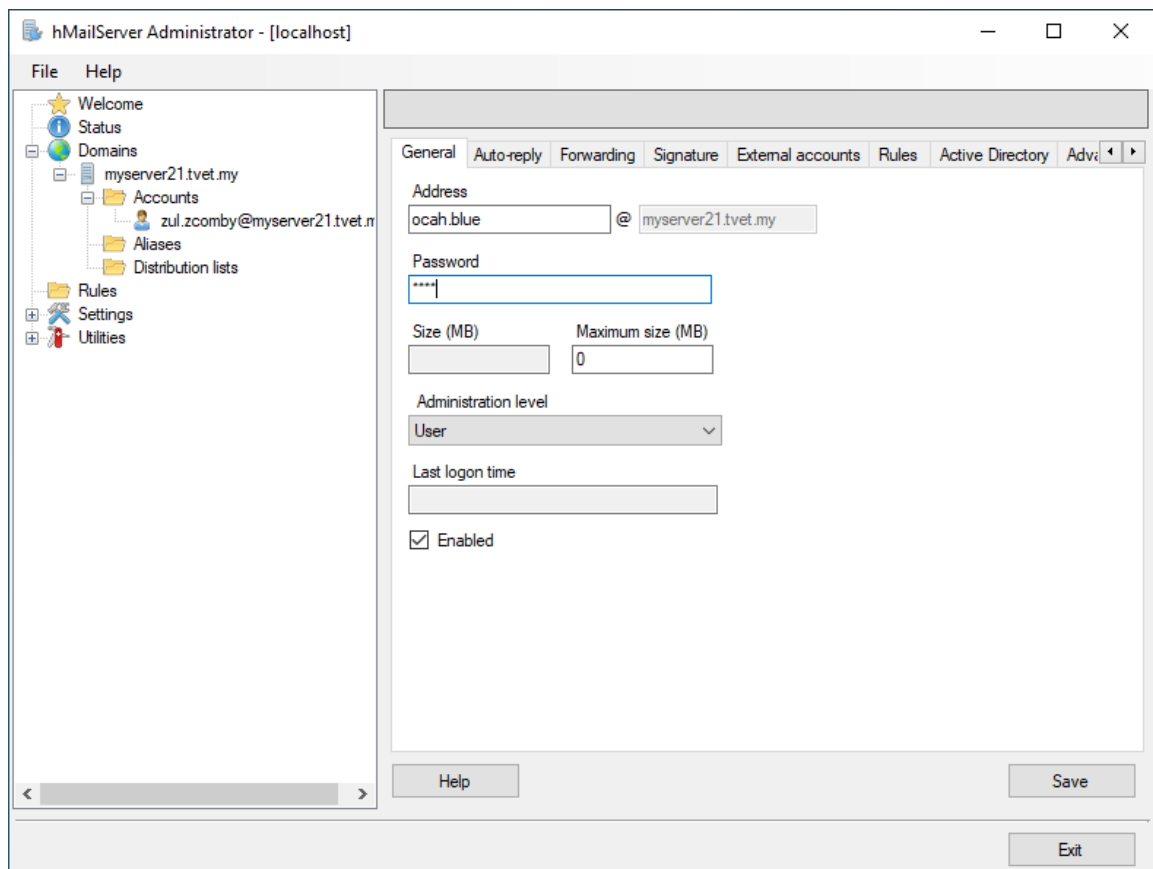 hMailServer Administrator - [localhost]
File Help
Welcome
Status
Domains
myserver21.tvet.my
Accounts
zul.zcomby@myserver21.tvet.m
Aliases
Distribution lists
Rules
Settings
Utilities
General Auto-reply Forwarding Signature External accounts Rules Active Directory Adva
Address
ocah.blue @ myserver21.tvet.my
Password
****
Size (MB) Maximum size (MB)
0
Administration level
User
Last logon time
Enabled
Help Save
Exit